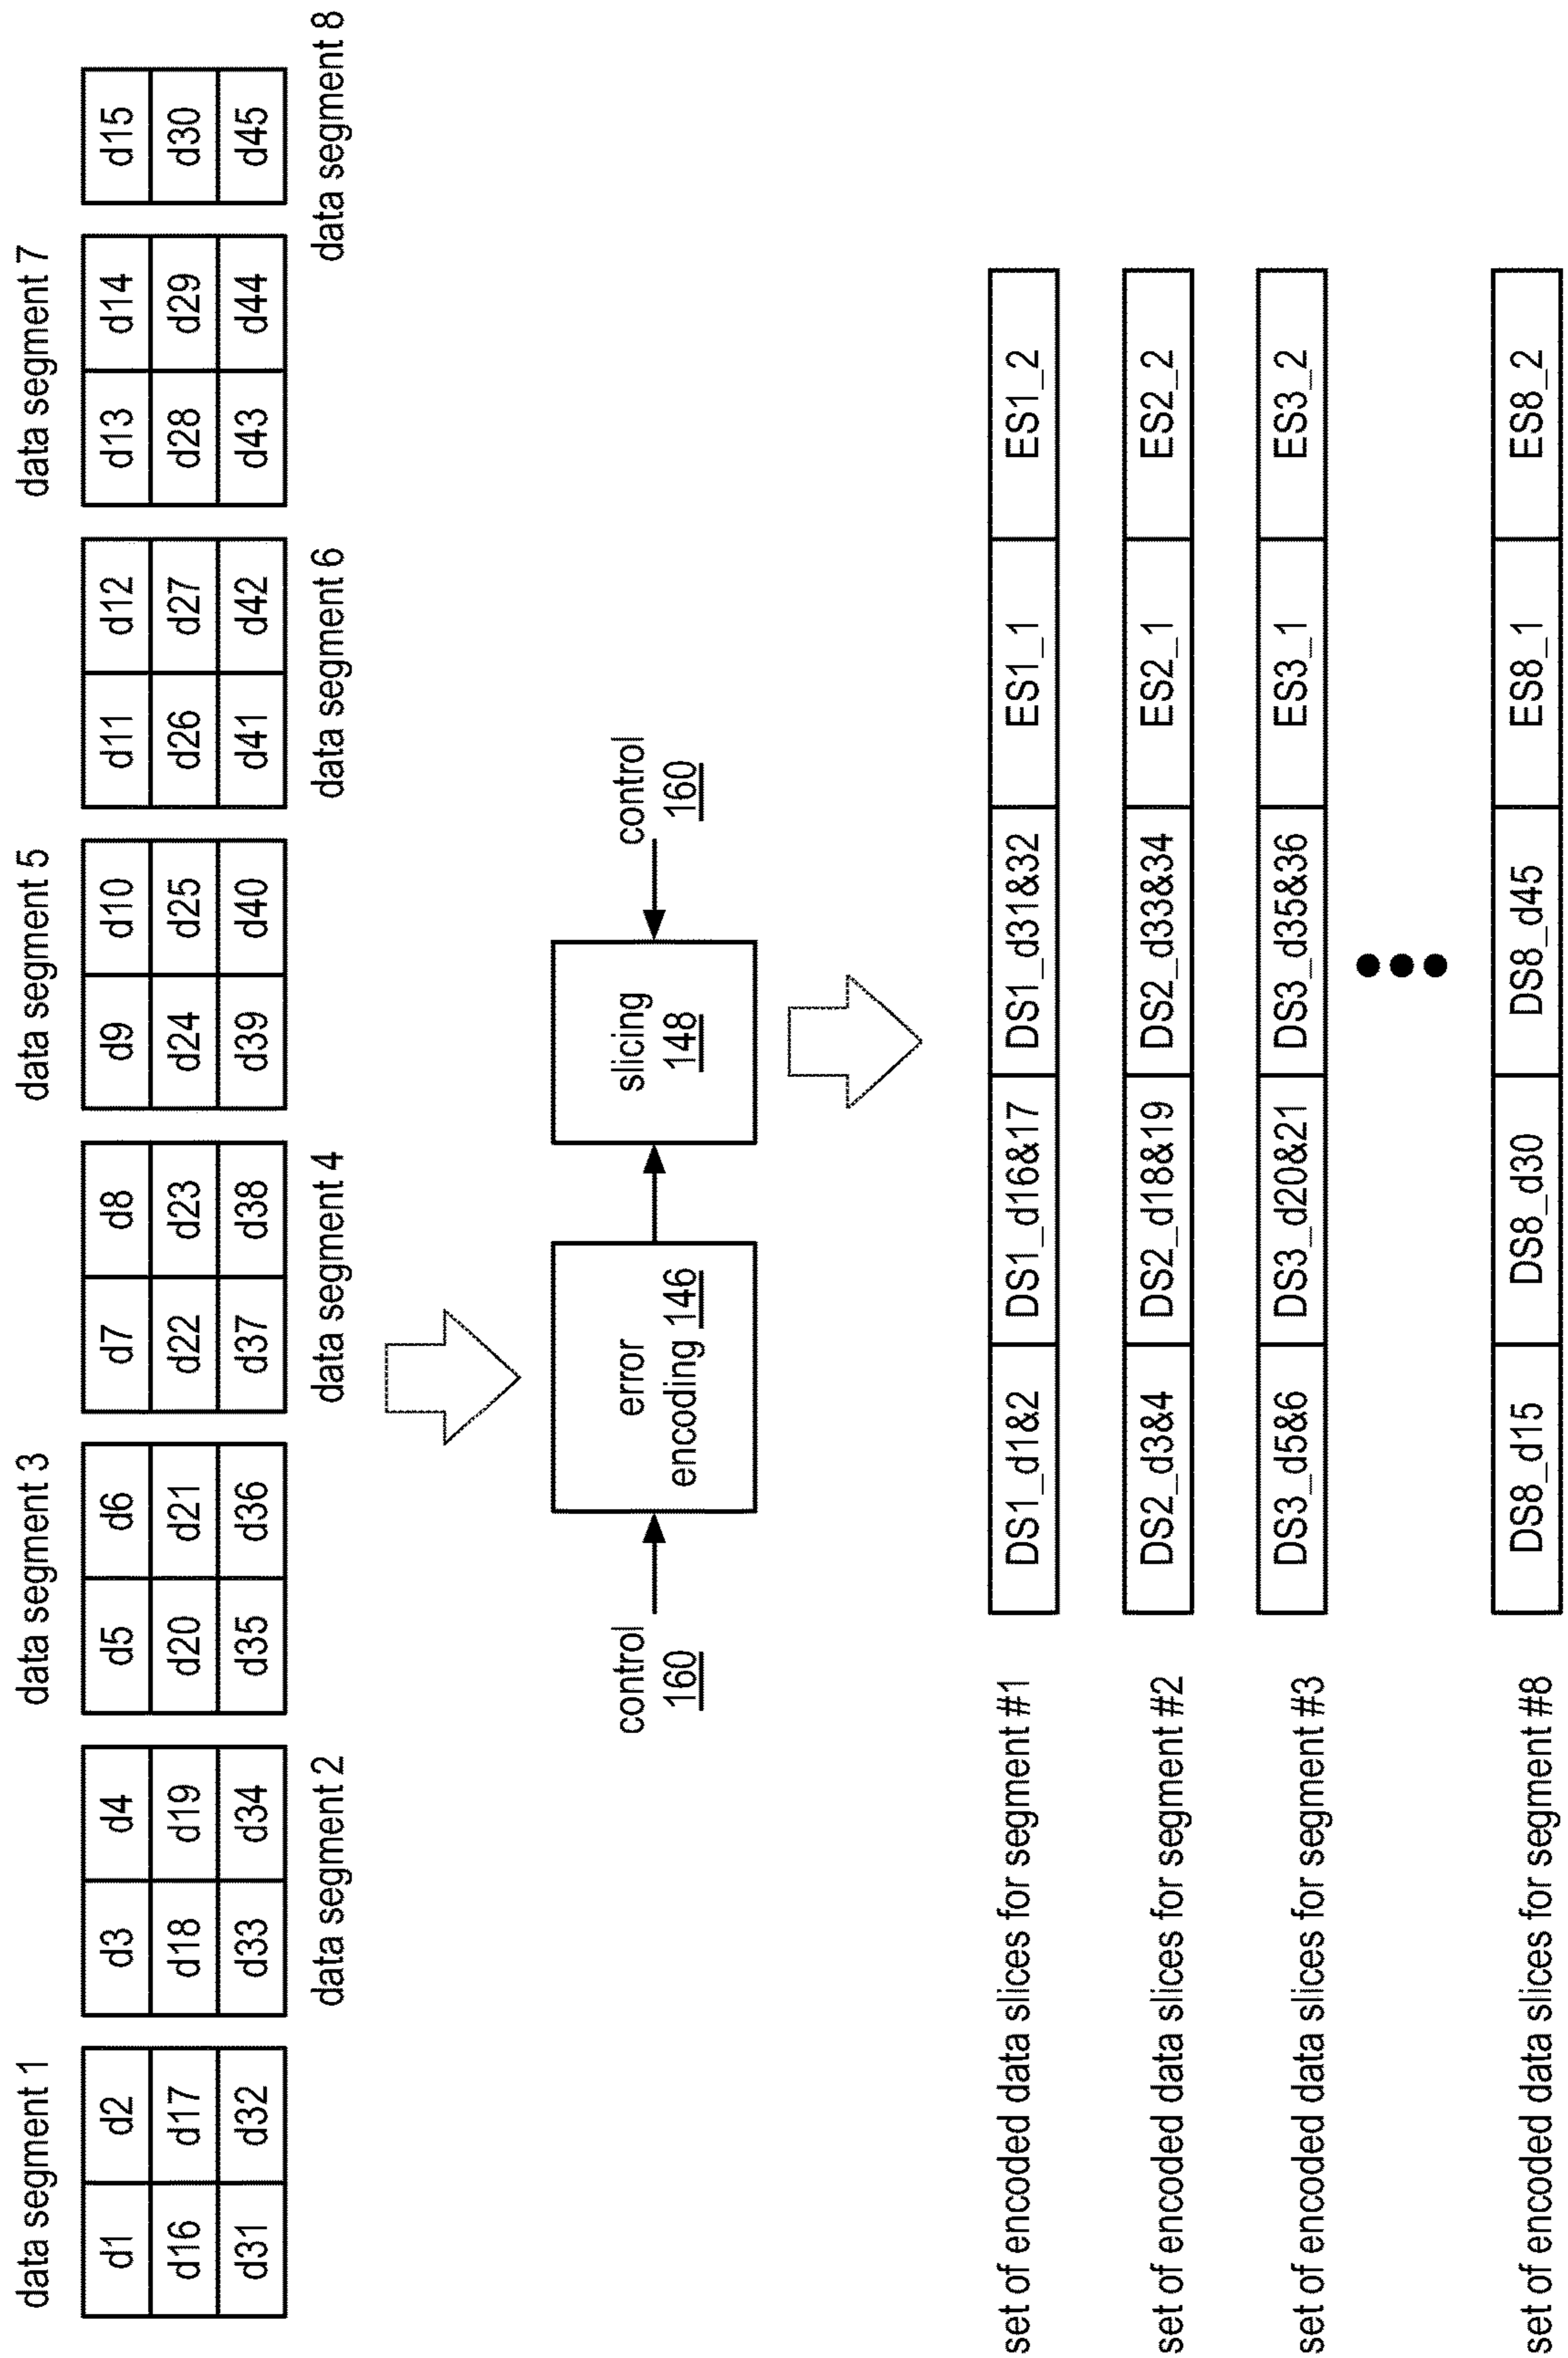 data segment 1
data segment 3
data segment 5
data segment 7
d1 d2 d3 d4 d5 d6 d7 d8 d9 d10 d11 d12 d13 d14 d15
d16 d17 d18 d19 d20 d21 d22 d23 d24 d25 d26 d27 d28 d29 d30
d31 d32 d33 d34 d35 d36 d37 d38 d39 d40 d41 d42 d43 d44 d45
data segment 2
data segment 4
data segment 6
data segment 8
control
160
error
encoding 146
slicing
148
control
160
set of encoded data slices for segment #1 DS1_d1&2 DS1_d16&17 DS1_d31&32 ES1_1 ES1_2
set of encoded data slices for segment #2 DS2_d3&4 DS2_d18&19 DS2_d33&34 ES2_1 ES2_2
set of encoded data slices for segment #3 DS3_d5&6 DS3_d20&21 DS3_d35&36 ES3_1 ES3_2
set of encoded data slices for segment #8 DS8_d15 DS8_d30 DS8_d45 ES8_1 ES8_2